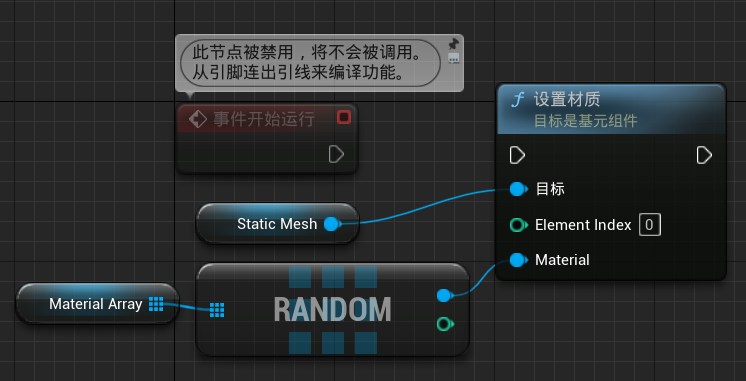 此节点被禁用，将不会被调用。
从引脚连出引线来编译功能。
事件开始运行
设置材质
目标是基元组件
目标
Static Mesh
Element Index 0
Material
Material Array
RANDOM